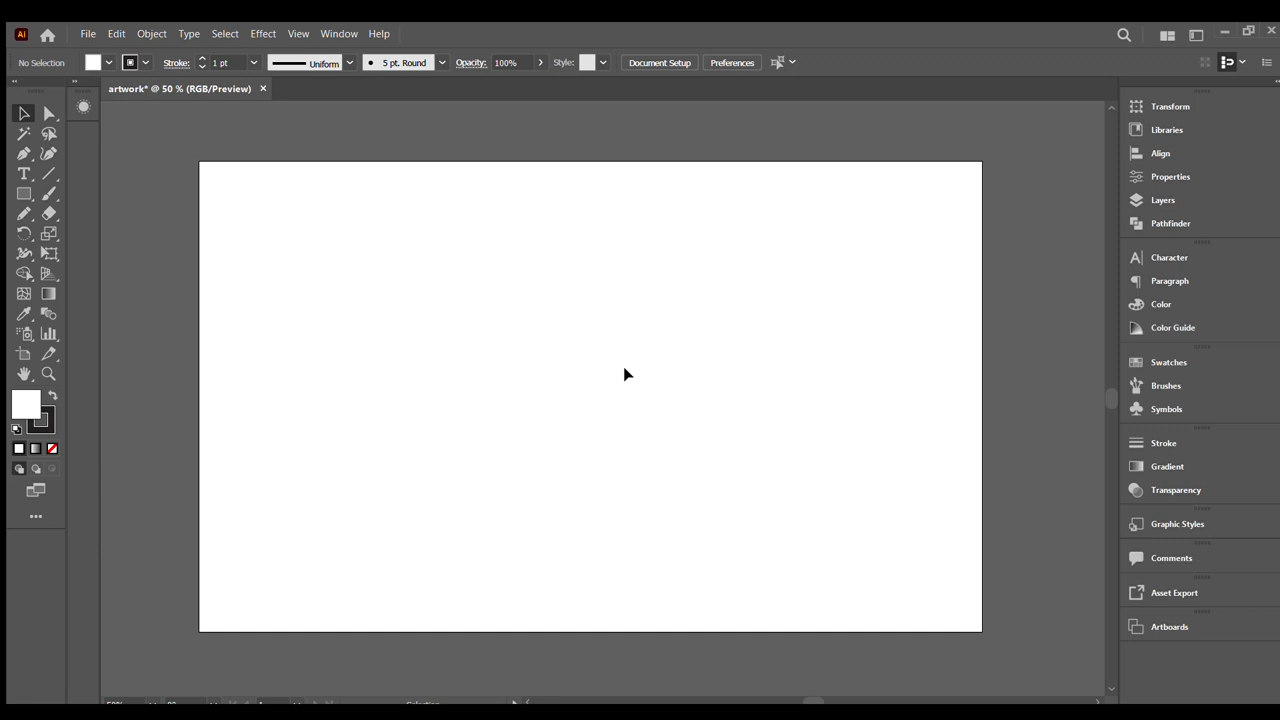 Ai File Edit Object Type Select Effect View Window Help
No Selection Stroke: 1 pt Uniform 5 pt. Round Opacity: 100% Style: Document Setup Preferences
artwork* @ 50 % (RGB/Preview)
Transform
Libraries
Align
Properties
Layers
Pathfinder
Character
Paragraph
Color
Color Guide
Swatches
Brushes
Symbols
Stroke
Gradient
Transparency
Graphic Styles
Comments
Asset Export
Artboards
Selection